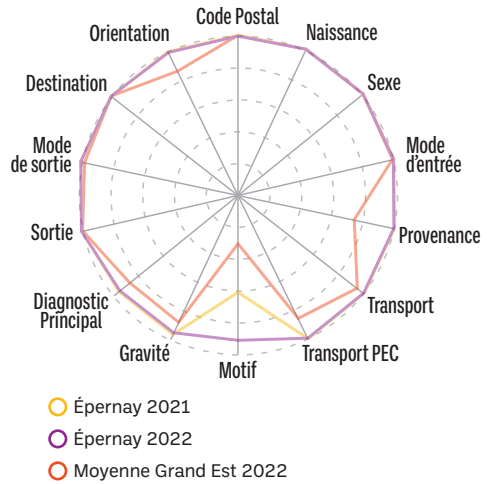 Code Postal
Naissance
Sexe
Mode
d'entrée
Provenance
Transport
Transport PEC
Motif
Gravité
Diagnostic
Principal
Sortie
Mode
de sortie
Destination
Orientation
Épernay 2021
Épernay 2022
Moyenne Grand Est 2022